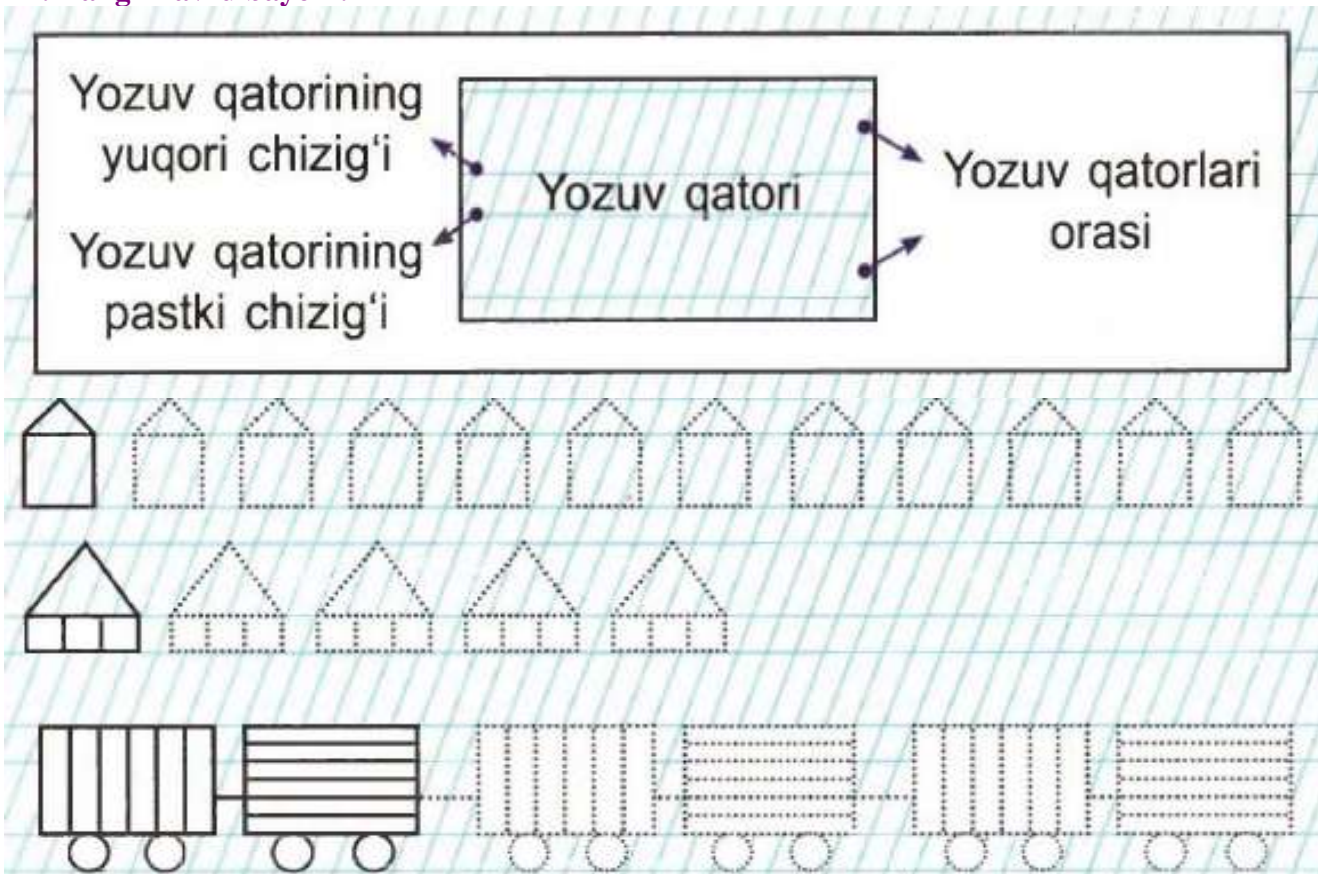 Yozuv qatorining
yuqori chizig‘i
Yozuv qatorining
pastki chizig‘i
Yozuv qatori
Yozuv qatorlari
orasi